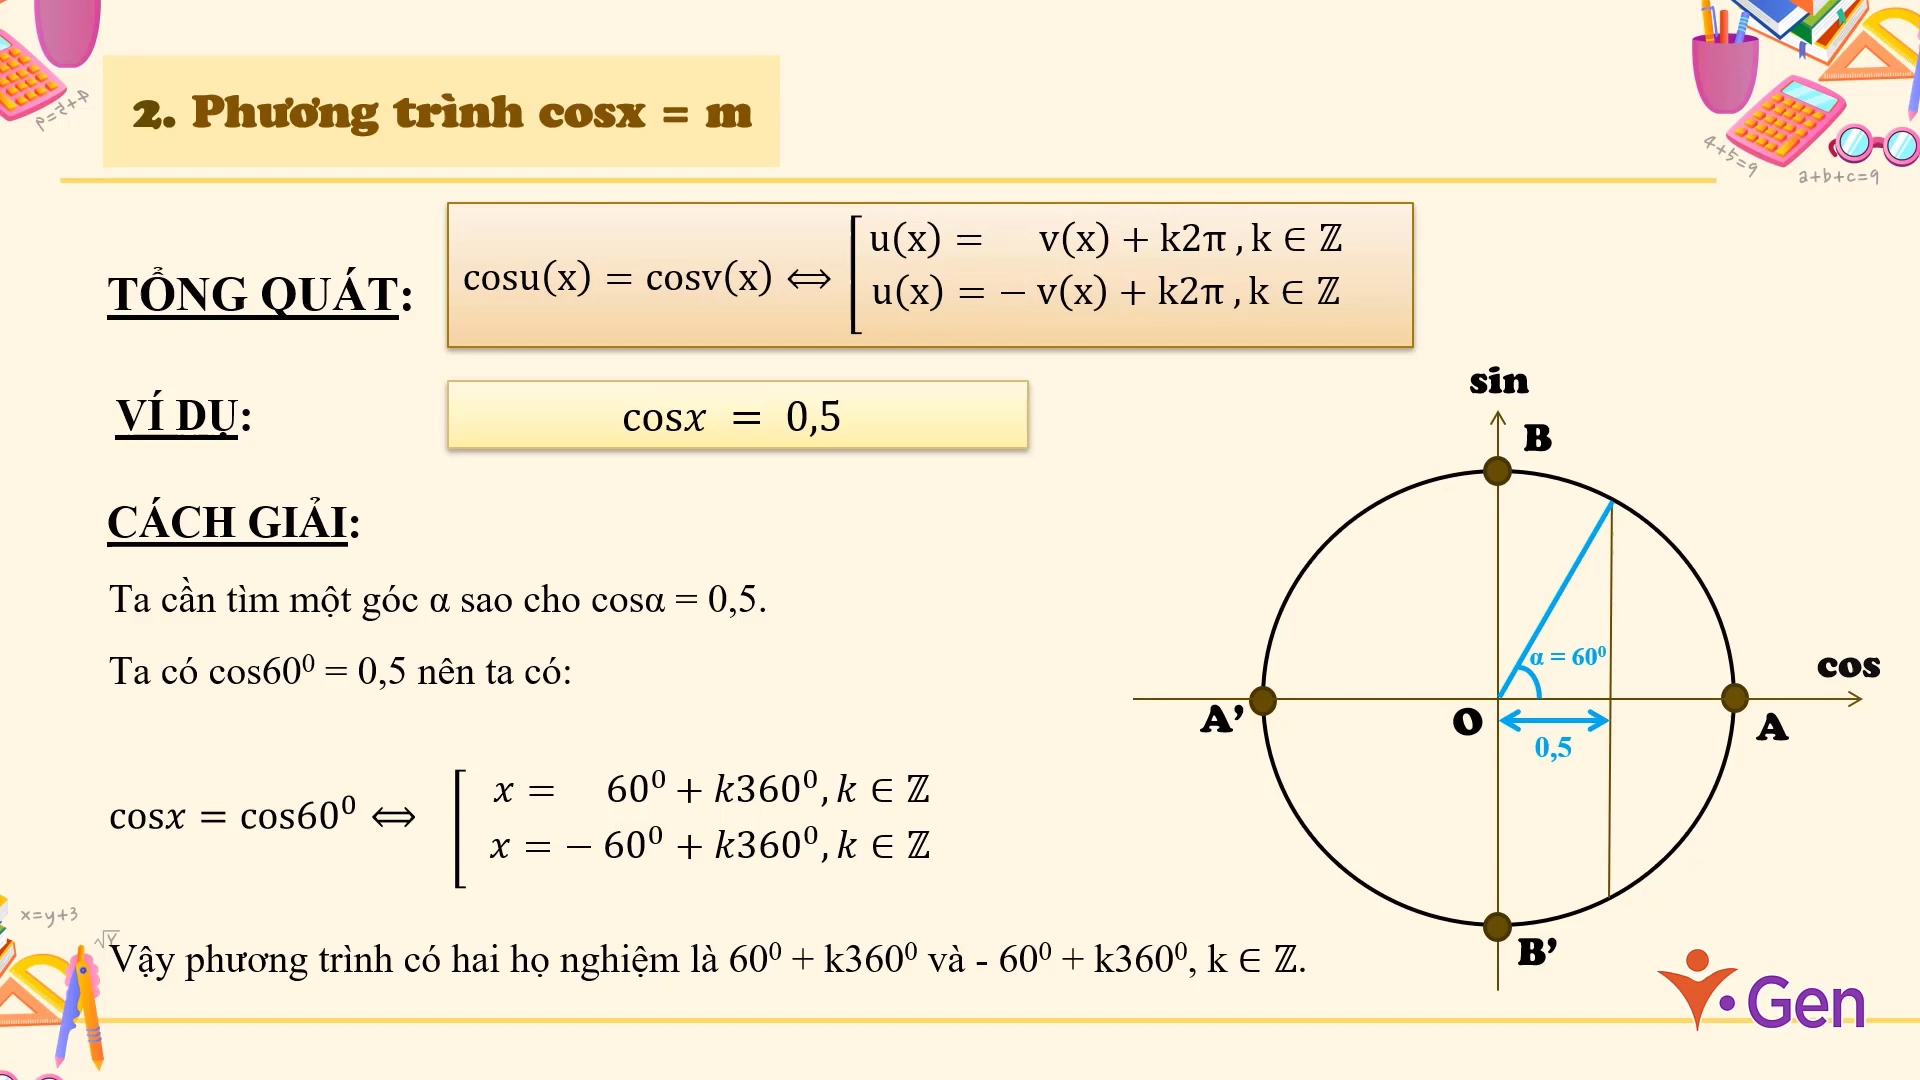 2. Phương trình cosx = m
TỔNG QUÁT:
cosu(x) = cosv(x) ⟺ [ u(x) = v(x) + k2π , k ∈ ℤ
u(x) = − v(x) + k2π , k ∈ ℤ
VÍ DỤ:
cosx = 0,5
CÁCH GIẢI:
Ta cần tìm một góc α sao cho cosα = 0,5.
Ta có cos60⁰ = 0,5 nên ta có:
cosx = cos60⁰ ⟺ [ x = 60⁰ + k360⁰, k ∈ ℤ
x = − 60⁰ + k360⁰, k ∈ ℤ
Vậy phương trình có hai họ nghiệm là 60⁰ + k360⁰ và - 60⁰ + k360⁰, k ∈ ℤ.
sin
B
α = 60⁰
cos
A’
O
A
0,5
B’
Gen
4+5=9
4+5=9
a+b+c=9
x=y+3